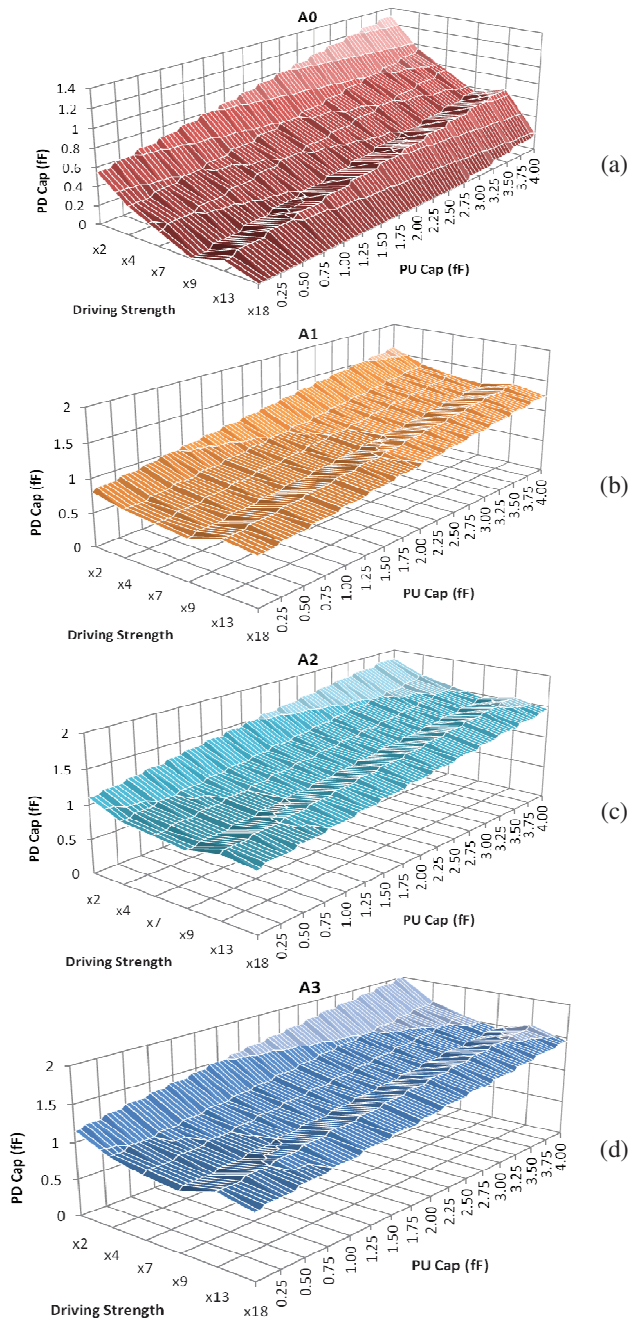 A0
1.4
1.2
1
0.8
0.6
0.4
0.2
0
PD Cap (fF)
x2
x4
x7
x9
x13
x18
Driving Strength
0.25
0.50
0.75
1.00
1.25
1.50
1.75
2.00
2.25
2.50
2.75
3.00
3.25
3.50
3.75
4.00
PU Cap (fF)
(a)
A1
2
1.5
1
0.5
0
PD Cap (fF)
x2
x4
x7
x9
x13
x18
Driving Strength
0.25
0.50
0.75
1.00
1.25
1.50
1.75
2.00
2.25
2.50
2.75
3.00
3.25
3.50
3.75
4.00
PU Cap (fF)
(b)
A2
2
1.5
1
0.5
0
PD Cap (fF)
x2
x4
x7
x9
x13
x18
Driving Strength
0.25
0.50
0.75
1.00
1.25
1.50
1.75
2.00
2.25
2.50
2.75
3.00
3.25
3.50
3.75
4.00
PU Cap (fF)
(c)
A3
2
1.5
1
0.5
0
PD Cap (fF)
x2
x4
x7
x9
x13
x18
Driving Strength
0.25
0.50
0.75
1.00
1.25
1.50
1.75
2.00
2.25
2.50
2.75
3.00
3.25
3.50
3.75
4.00
PU Cap (fF)
(d)